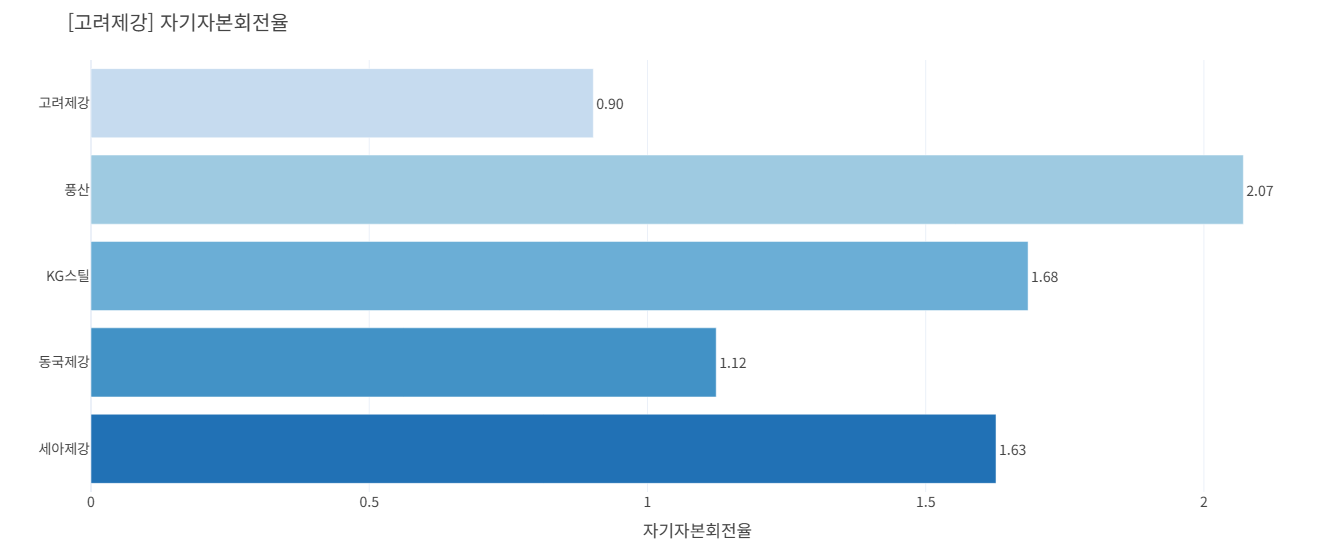 [고려제강] 자기자본회전율
고려제강
0.90
풍산
2.07
KG스틸
1.68
동국제강
1.12
세아제강
1.63
0 0.5 1 1.5 2
자기자본회전율